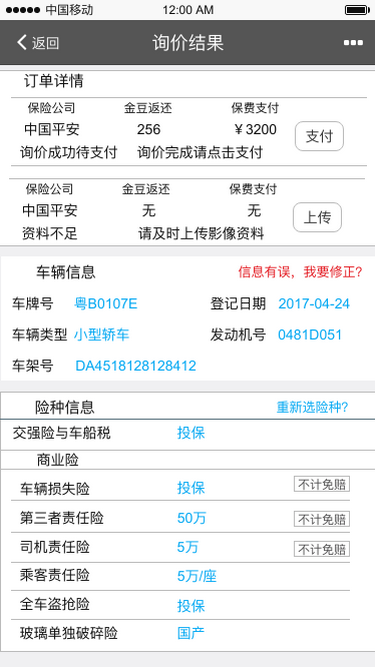 中国移动 12:00 AM
返回 询价结果
订单详情
保险公司 金豆返还 保费支付
中国平安 256 ￥3200 支付
询价成功待支付 询价完成请点击支付
保险公司 金豆返还 保费支付
中国平安 无 无 上传
资料不足 请及时上传影像资料
车辆信息 信息有误，我要修正?
车牌号 粤B0107E 登记日期 2017-04-24
车辆类型 小型轿车 发动机号 0481D051
车架号 DA4518128128412
险种信息 重新选险种?
交强险与车船税 投保
商业险
车辆损失险 投保 不计免赔
第三者责任险 50万 不计免赔
司机责任险 5万 不计免赔
乘客责任险 5万/座
全车盗抢险 投保
玻璃单独破碎险 国产